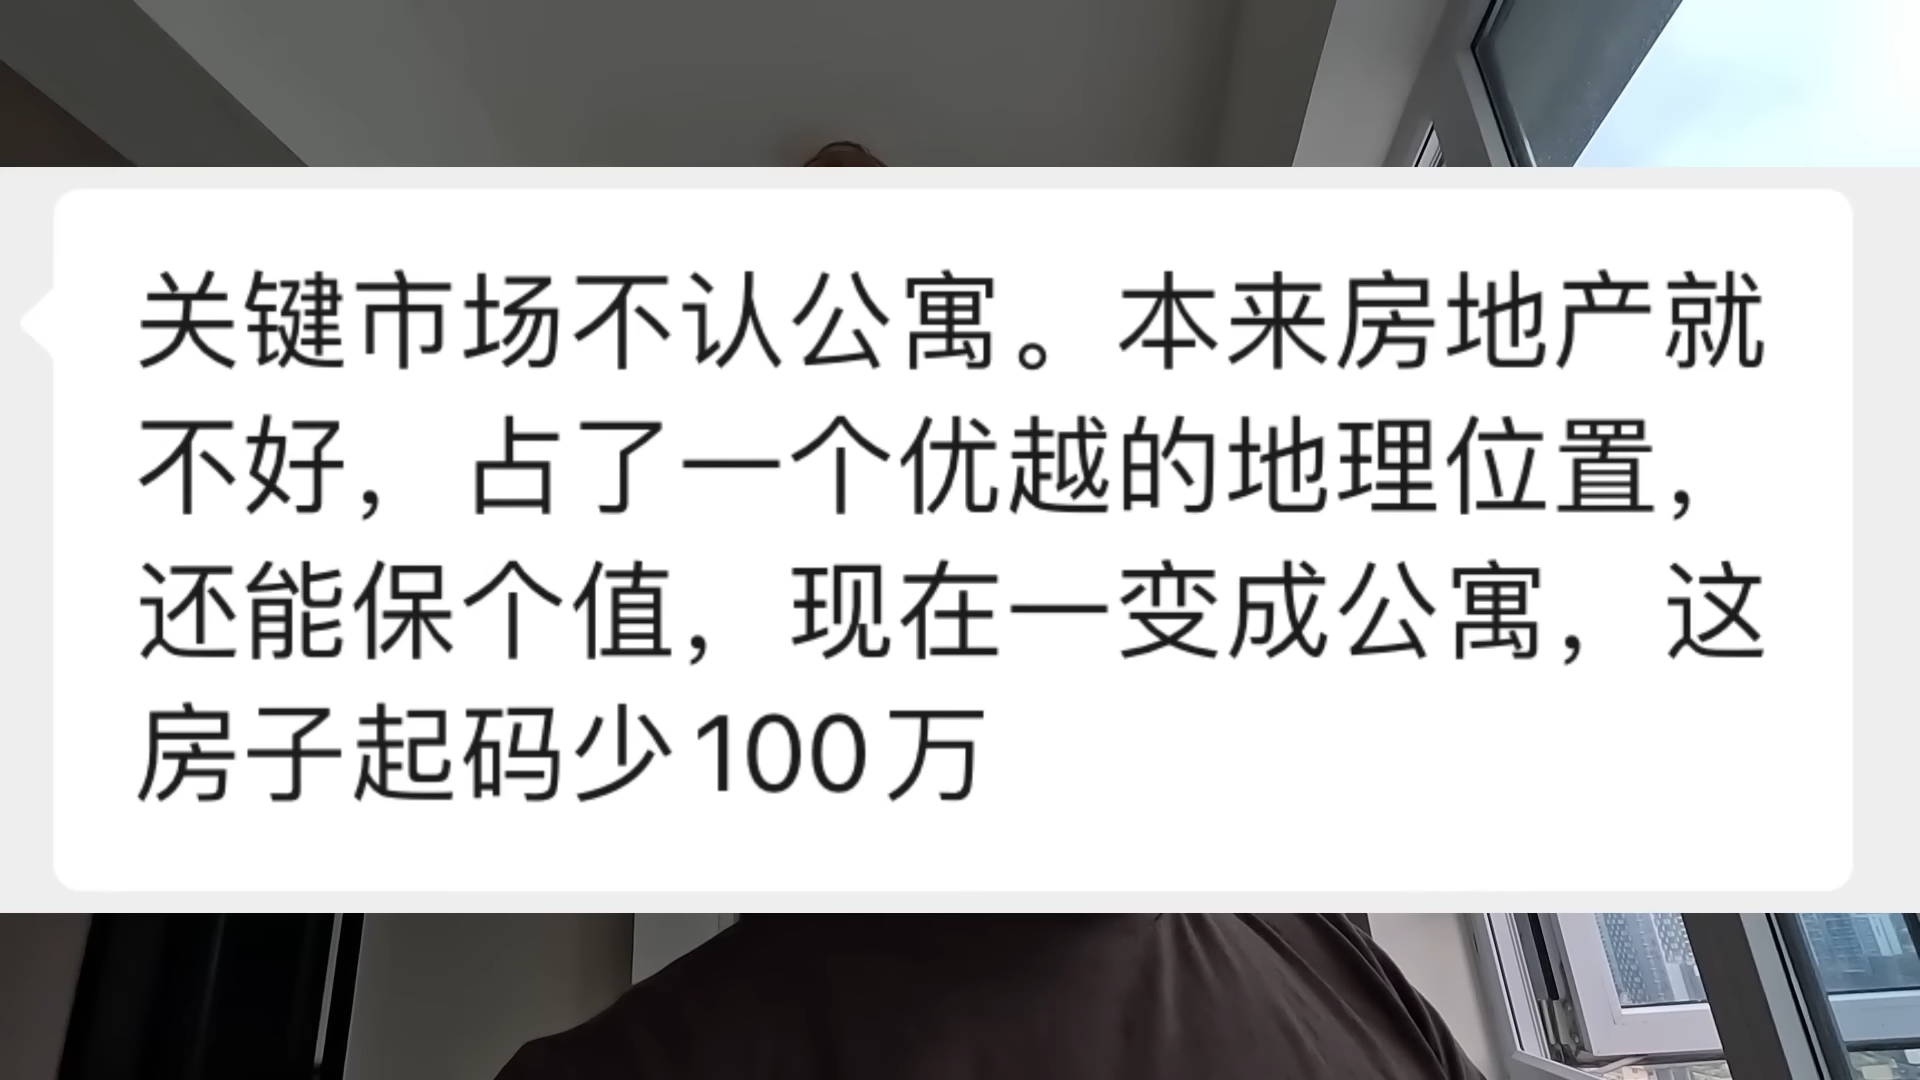 关键市场不认公寓。本来房地产就
不好，占了一个优越的地理位置，
还能保个值，现在一变成公寓，这
房子起码少100万